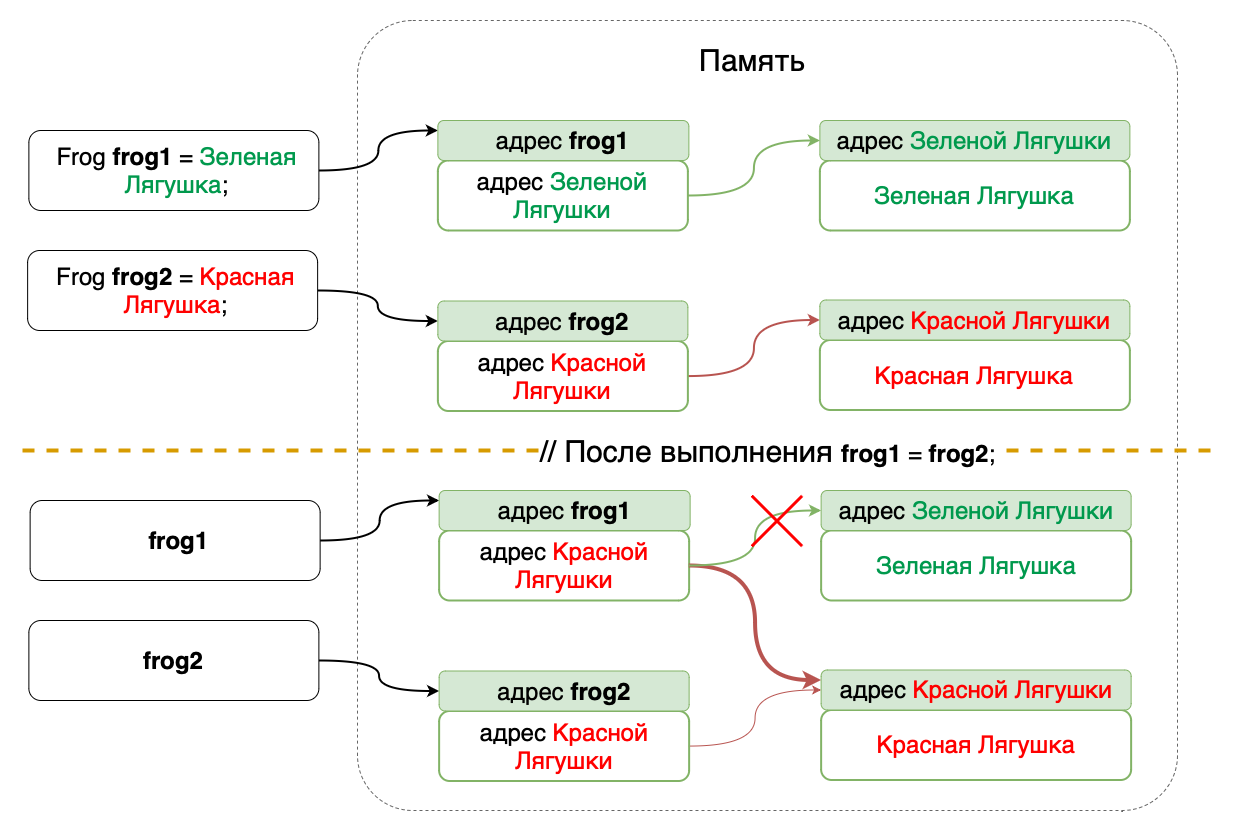 Память
Frog frog1 = Зеленая
Лягушка;
адрес frog1
адрес Зеленой
Лягушки
адрес Зеленой Лягушки
Зеленая Лягушка
Frog frog2 = Красная
Лягушка;
адрес frog2
адрес Красной
Лягушки
адрес Красной Лягушки
Красная Лягушка
// После выполнения frog1 = frog2;
frog1
адрес frog1
адрес Красной
Лягушки
адрес Зеленой Лягушки
Зеленая Лягушка
frog2
адрес frog2
адрес Красной
Лягушки
адрес Красной Лягушки
Красная Лягушка